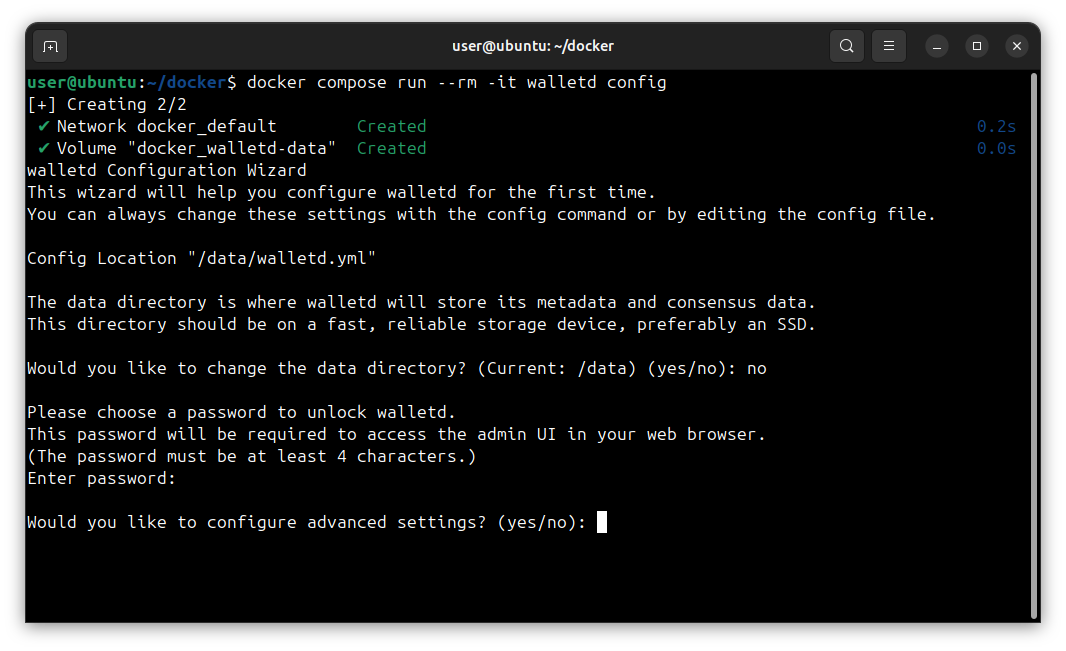 user@ubuntu: ~/docker
user@ubuntu:~/docker$ docker compose run --rm -it walletd config
[+] Creating 2/2
✔ Network docker_default Created 0.2s
✔ Volume "docker_walletd-data" Created 0.0s
walletd Configuration Wizard
This wizard will help you configure walletd for the first time.
You can always change these settings with the config command or by editing the config file.
Config Location "/data/walletd.yml"
The data directory is where walletd will store its metadata and consensus data.
This directory should be on a fast, reliable storage device, preferably an SSD.
Would you like to change the data directory? (Current: /data) (yes/no): no
Please choose a password to unlock walletd.
This password will be required to access the admin UI in your web browser.
(The password must be at least 4 characters.)
Enter password:
Would you like to configure advanced settings? (yes/no):